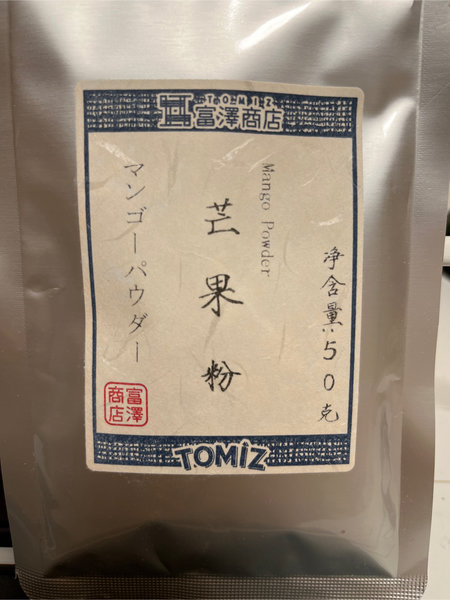 TOMIZ
富澤商店
净含量:50克
芒果粉
Mango Powder
マンゴーパウダー
富澤
商店
TOMIZ